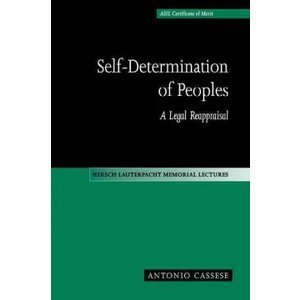 ASIL Certificate of Merit
Self-Determination
of Peoples
A Legal Reappraisal
HERSCH LAUTERPACHT MEMORIAL LECTURES
ANTONIO CASSESE